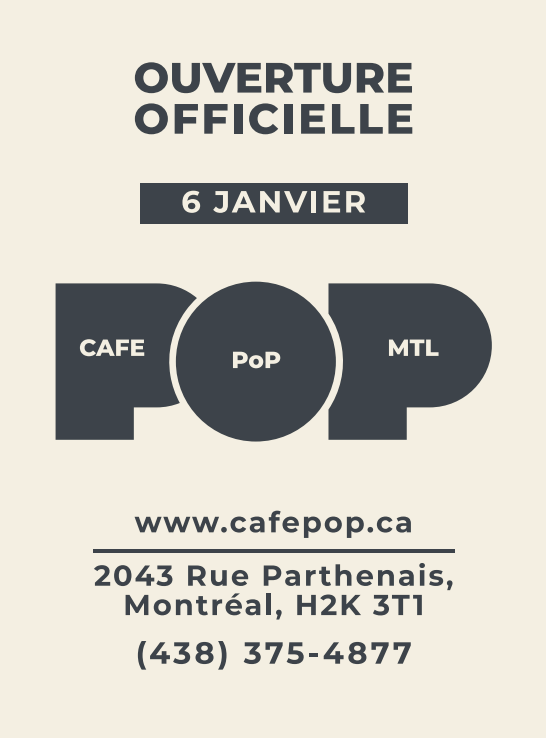 OUVERTURE
OFFICIELLE
6 JANVIER
CAFE PoP MTL
www.cafepop.ca
2043 Rue Parthenais,
Montréal, H2K 3T1
(438) 375-4877